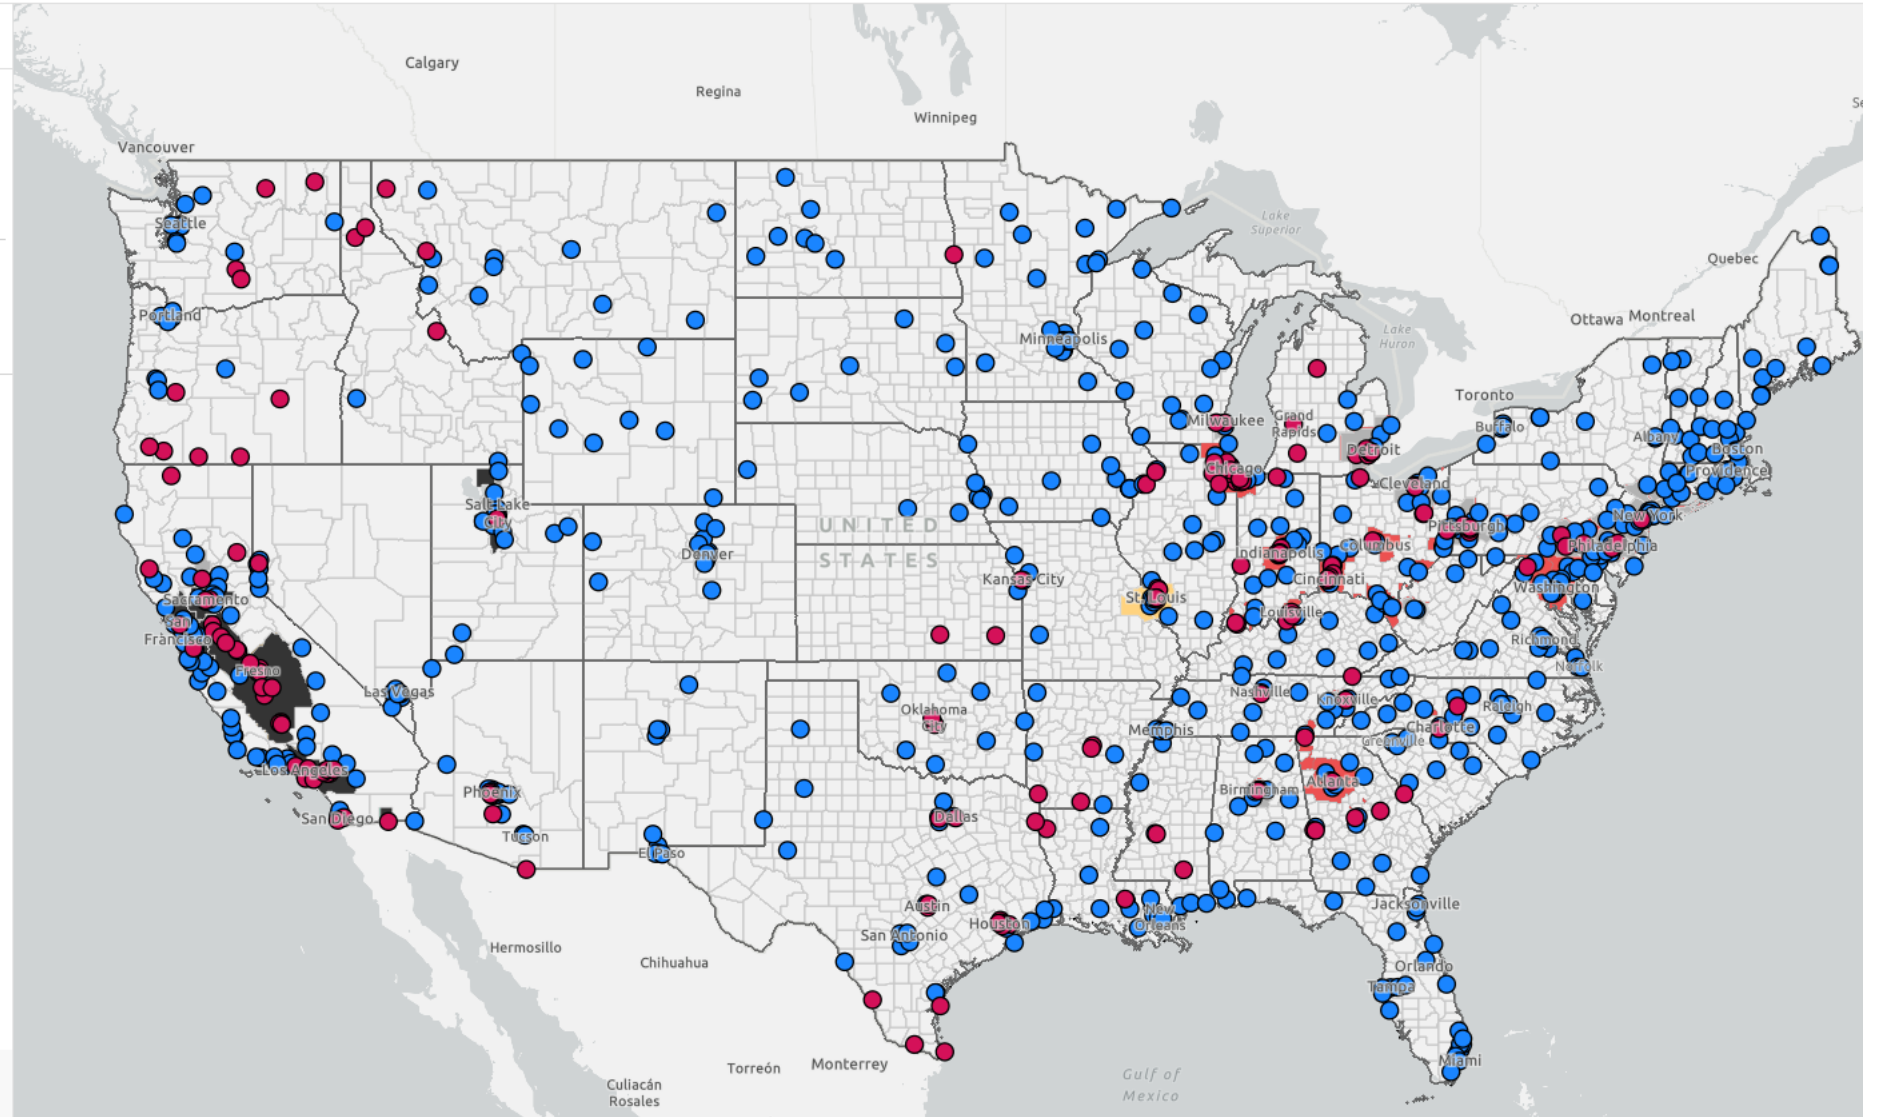 Calgary
Regina
Winnipeg
Vancouver
Seattle
Lake
Superior
Quebec
Portland
Ottawa
Montreal
Minneapolis
Lake
Huron
Toronto
Milwaukee
Grand
Rapids
Buffalo
Albany
Detroit
Boston
Chicago
Providence
Cleveland
Salt Lake
City
UNITED
STATES
Pittsburgh
New York
Denver
Indianapolis
Columbus
Philadelphia
Kansas City
Cincinnati
Washington
Sacramento
St. Louis
Louisville
San
Francisco
Richmond
Fresno
Norfolk
Las Vegas
Nashville
Knoxville
Raleigh
Oklahoma
City
Memphis
Charlotte
Greenville
Los Angeles
Phoenix
Birmingham
Atlanta
San Diego
Dallas
Tucson
El Paso
Austin
Jacksonville
Houston
New
Orleans
San Antonio
Hermosillo
Chihuahua
Orlando
Tampa
Torreón
Monterrey
Miami
Gulf of
Mexico
Culiacán
Rosales